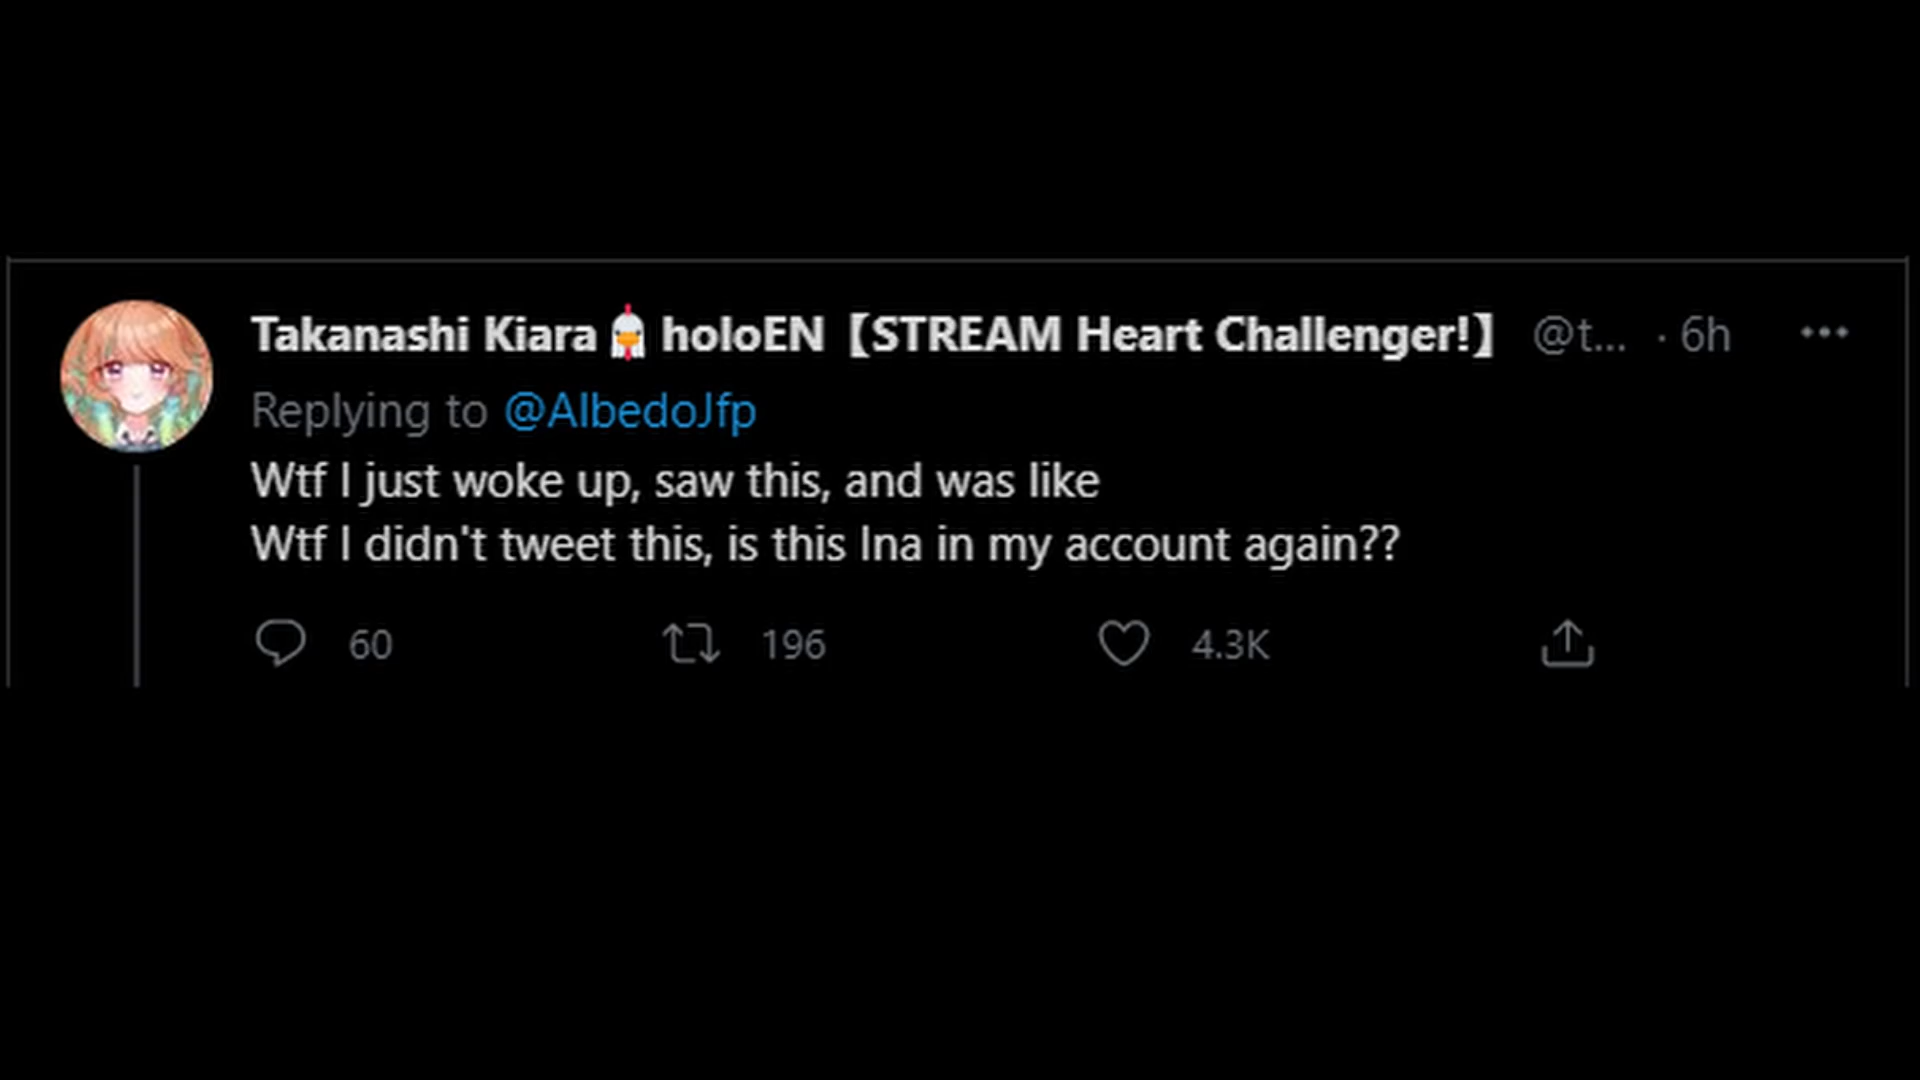 Takanashi Kiara🐔holoEN【STREAM Heart Challenger!】 @t... · 6h
Replying to @AlbedoJfp
Wtf I just woke up, saw this, and was like
Wtf I didn't tweet this, is this Ina in my account again??
60 196 4.3K